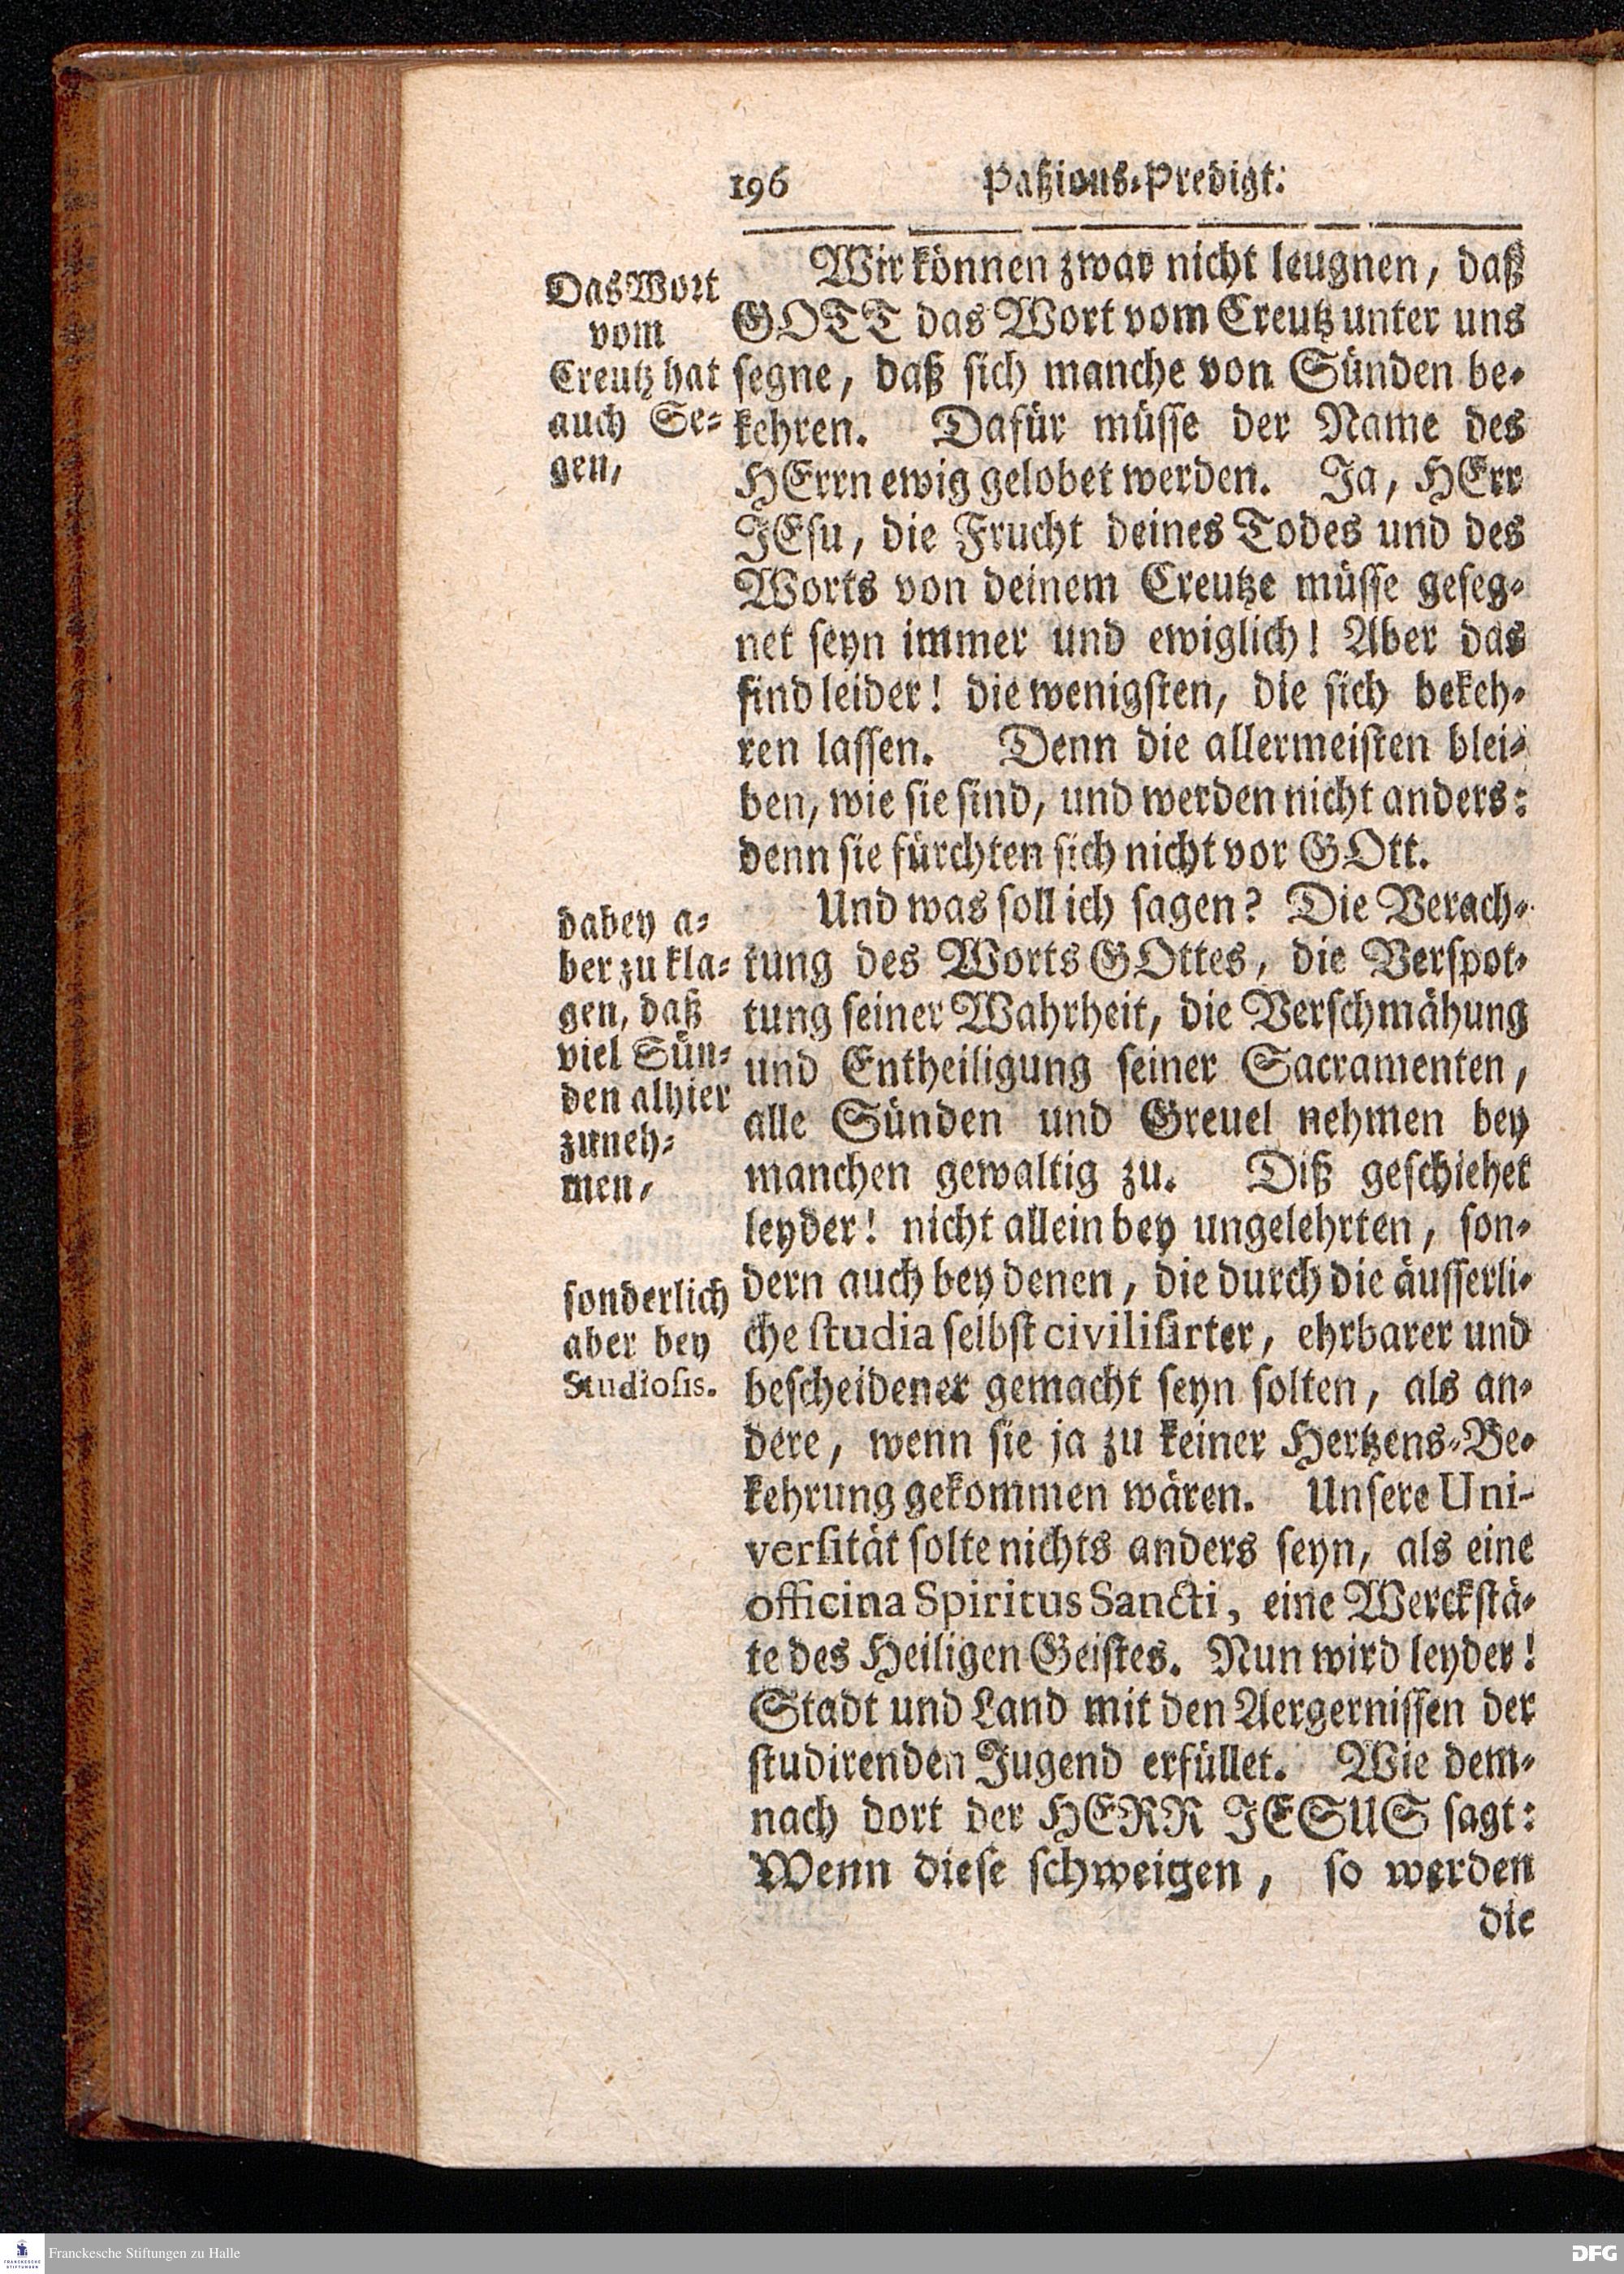 196 Paßions-Predigt:
Das Wort
vom
Creutz hat
auch Se-
gen,
Wir können zwar nicht leugnen, daß
GOTT das Wort vom Creutz unter uns
segne, daß sich manche von Sünden be-
kehren. Dafür müsse der Name des
HErrn ewig gelobet werden. Ja, HErr
JEsu, die Frucht deines Todes und des
Worts von deinem Creutze müsse geseg-
net seyn immer und ewiglich! Aber das
sind leider! die wenigsten, die sich bekeh-
ren lassen. Denn die allermeisten blei-
ben, wie sie sind, und werden nicht anders:
denn sie fürchten sich nicht vor GOtt.
dabey a-
ber zu kla-
gen, daß
viel Sün-
den alhier
zuneh-
men,
Und was soll ich sagen? Die Verach-
tung des Worts GOttes, die Verspot-
tung seiner Wahrheit, die Verschmähung
und Entheiligung seiner Sacramenten,
alle Sünden und Greuel nehmen bey
manchen gewaltig zu. Diß geschiehet
leyder! nicht allein bey ungelehrten, son-
sonderlich
aber bey
Studiosis.
dern auch bey denen, die durch die äusserli-
che studia selbst civilisirter, ehrbarer und
bescheidener gemacht seyn solten, als an-
dere, wenn sie ja zu keiner Hertzens-Be-
kehrung gekommen wären. Unsere Uni-
versität solte nichts anders seyn, als eine
officina Spiritus Sancti, eine Werckstä-
te des Heiligen Geistes. Nun wird leyder!
Stadt und Land mit den Aergernissen der
studirenden Jugend erfüllet. Wie dem-
nach dort der HERR JESUS sagt:
Wenn diese schweigen, so werden
die
Franckesche Stiftungen zu Halle
FRANCKESCHE
STIFTUNGEN
DFG